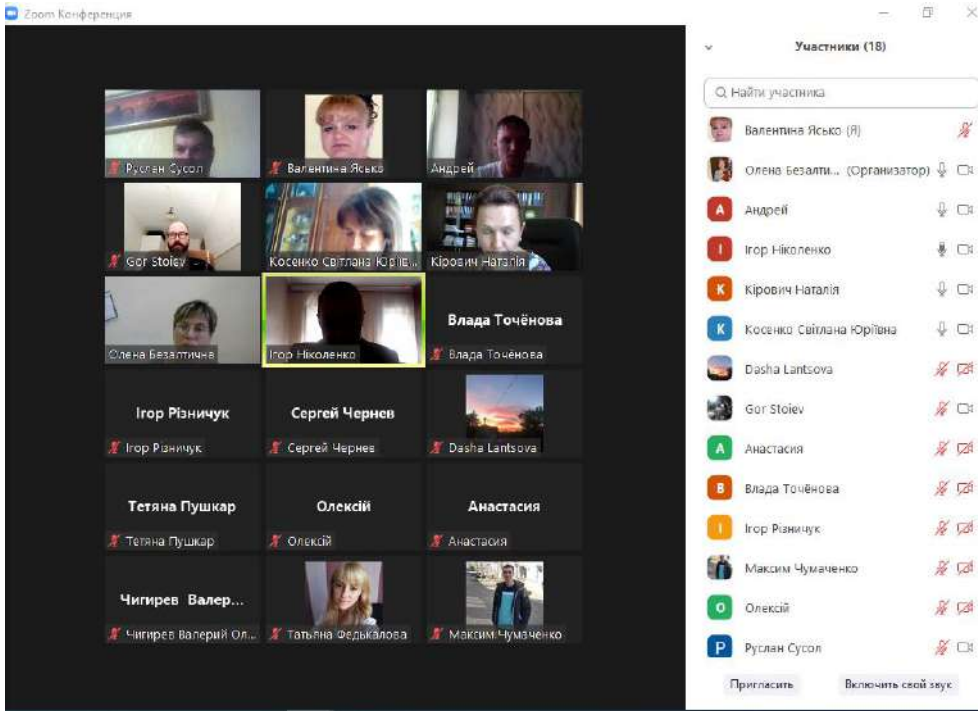 Zoom Конференция
Руслан Сусол
Валентина Ясько
Андрей
Gor Stoiev
Косенко Світлана Юріїв...
Кірович Наталія
Олена Безалтична
Ігор Ніколенко
Влада Точёнова
Влада Точёнова
Ігор Різничук
Ігор Різничук
Сергей Чернев
Сергей Чернев
Dasha Lantsova
Тетяна Пушкар
Тетяна Пушкар
Олексій
Олексій
Анастасия
Анастасия
Чигирев Валер...
Чигирев Валерий Ол...
Татьяна Федькалова
Максим Чумаченко
Участники (18)
Найти участника
Валентина Ясько (Я)
Олена Безалти... (Организатор)
А Андрей
І Ігор Ніколенко
К Кірович Наталія
К Косенко Світлана Юріївна
Dasha Lantsova
Gor Stoiev
А Анастасия
В Влада Точёнова
І Ігор Різничук
Максим Чумаченко
О Олексій
Р Руслан Сусол
Пригласить Включить свой звук